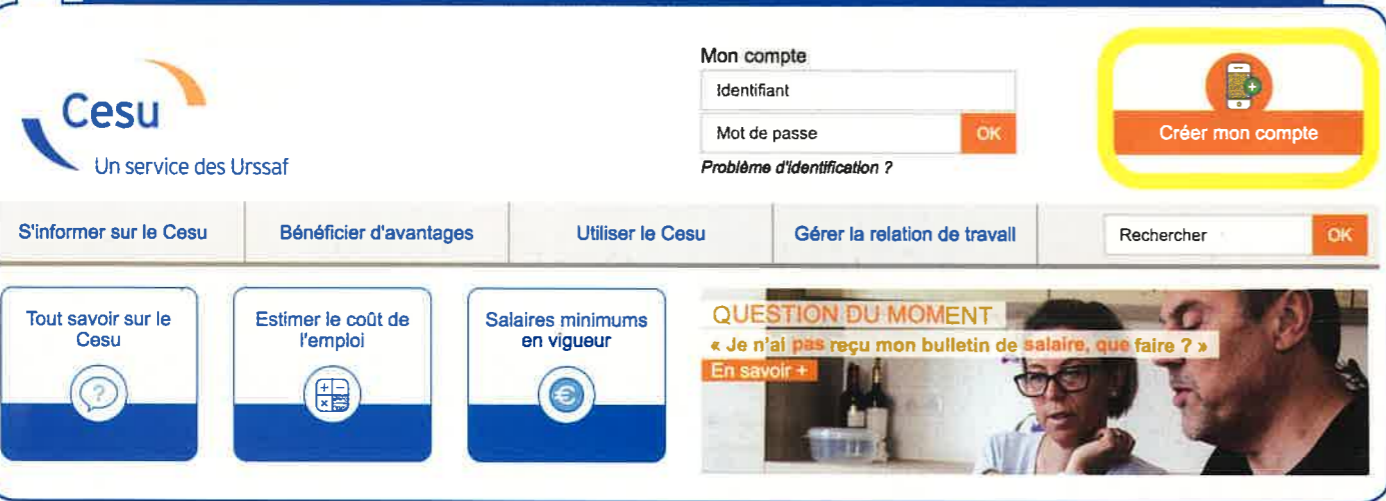 Cesu
Un service des Urssaf
Mon compte
Identifiant
Mot de passe
OK
Problème d'identification ?
Créer mon compte
S'informer sur le Cesu
Bénéficier d'avantages
Utiliser le Cesu
Gérer la relation de travail
Rechercher
OK
Tout savoir sur le
Cesu
Estimer le coût de
l'emploi
Salaires minimums
en vigueur
QUESTION DU MOMENT
« Je n'ai pas reçu mon bulletin de salaire, que faire ? »
En savoir +